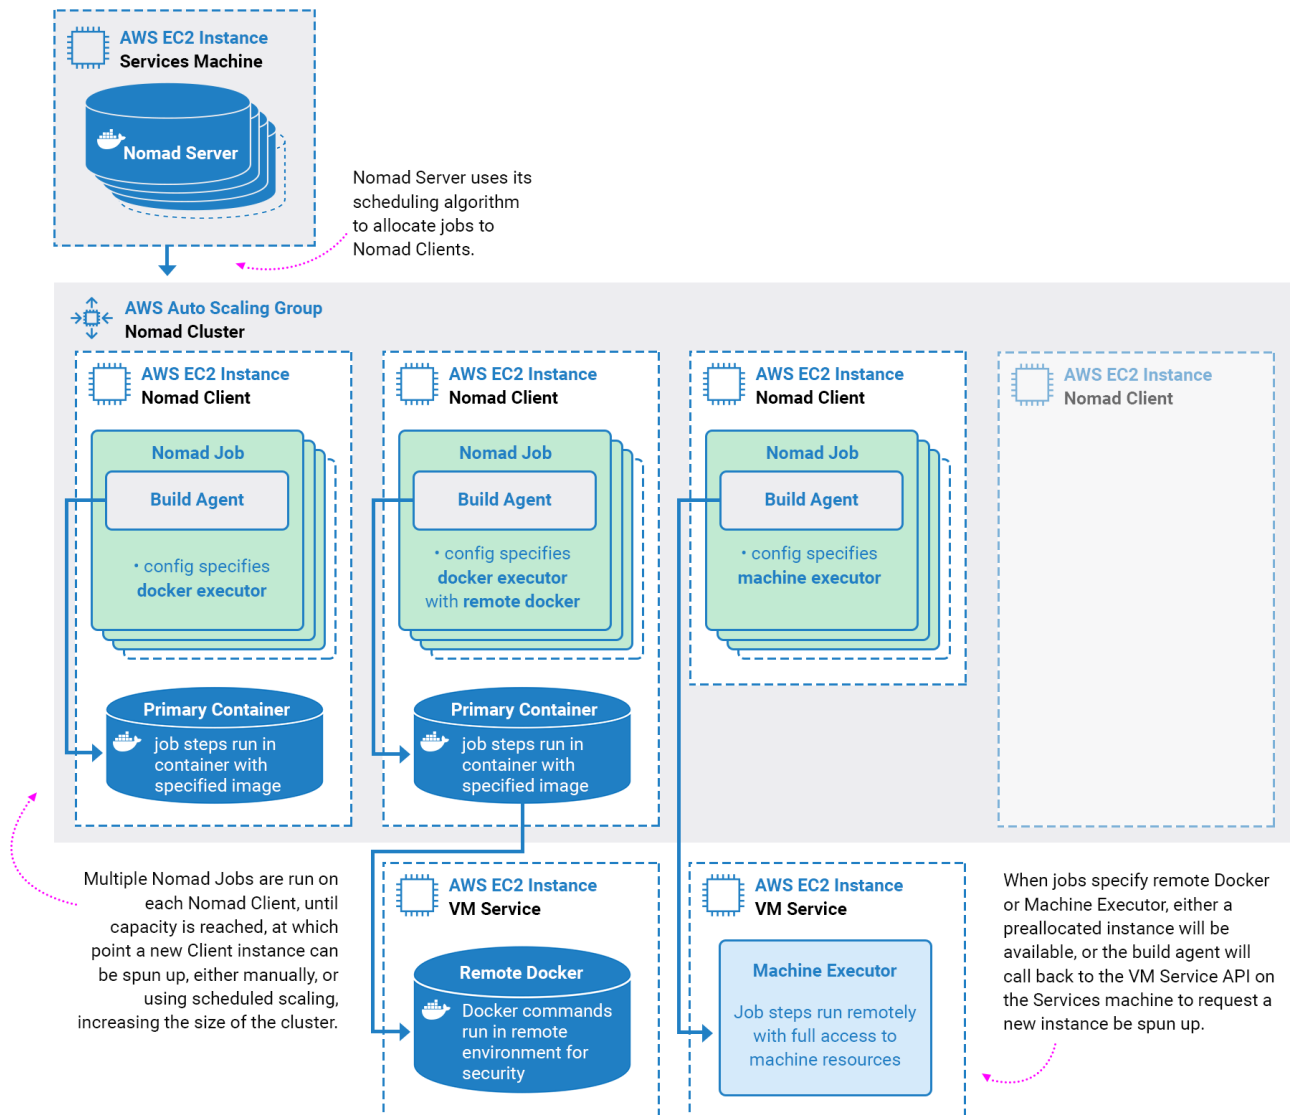 AWS EC2 Instance
Services Machine
Nomad Server
Nomad Server uses its
scheduling algorithm
to allocate jobs to
Nomad Clients.
AWS Auto Scaling Group
Nomad Cluster
AWS EC2 Instance
Nomad Client
Nomad Job
Build Agent
• config specifies
docker executor
Primary Container
job steps run in
container with
specified image
AWS EC2 Instance
Nomad Client
Nomad Job
Build Agent
• config specifies
docker executor
with remote docker
Primary Container
job steps run in
container with
specified image
AWS EC2 Instance
Nomad Client
Nomad Job
Build Agent
• config specifies
machine executor
AWS EC2 Instance
Nomad Client
Multiple Nomad Jobs are run on
each Nomad Client, until
capacity is reached, at which
point a new Client instance can
be spun up, either manually, or
using scheduled scaling,
increasing the size of the cluster.
AWS EC2 Instance
VM Service
Remote Docker
Docker commands
run in remote
environment for
security
AWS EC2 Instance
VM Service
Machine Executor
Job steps run remotely
with full access to
machine resources
When jobs specify remote Docker
or Machine Executor, either a
preallocated instance will be
available, or the build agent will
call back to the VM Service API on
the Services machine to request a
new instance be spun up.